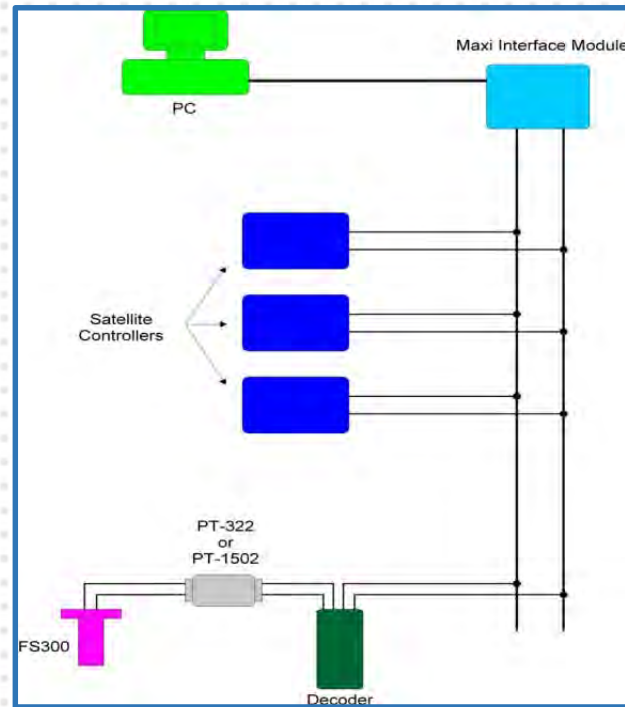 Maxi Interface Module
PC
Satellite
Controllers
PT-322
or
PT-1502
FS300
Decoder